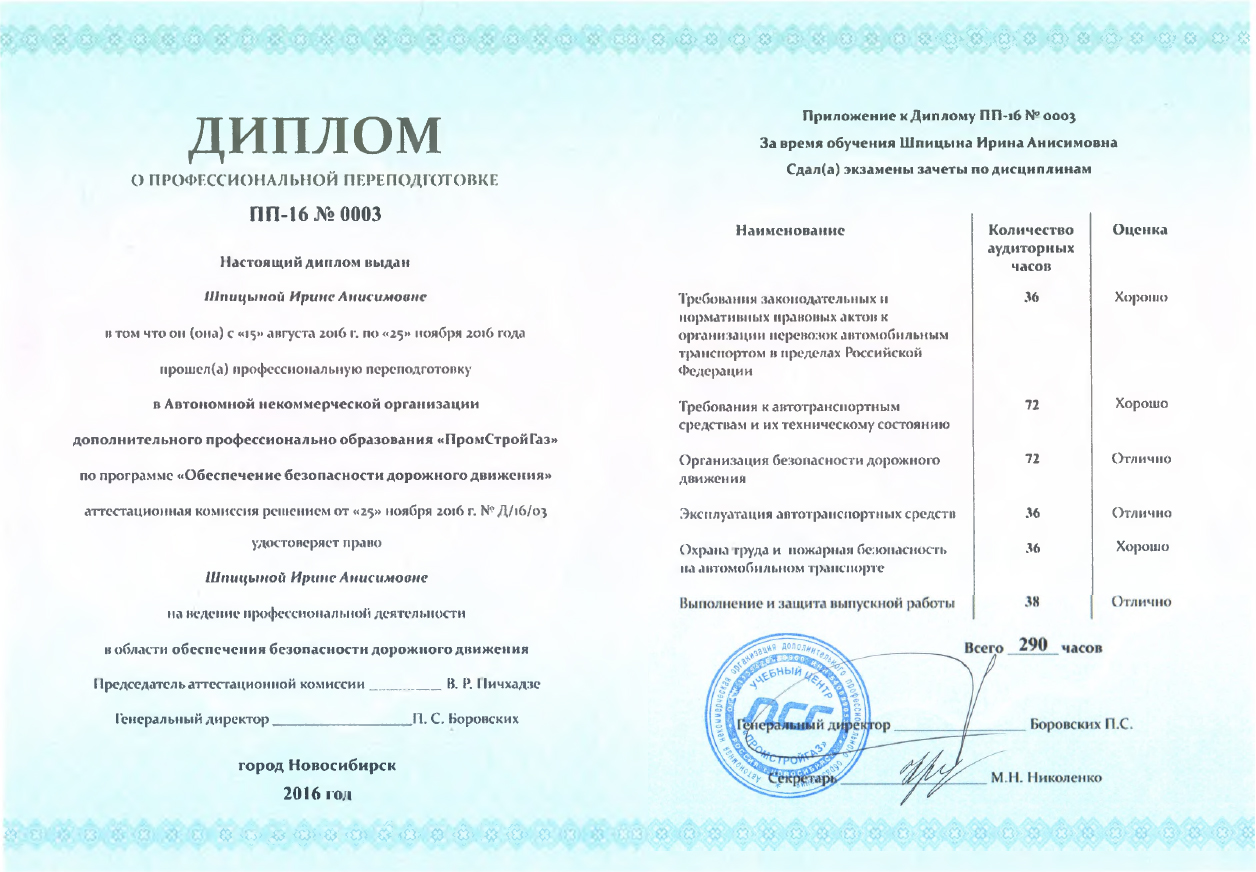 ДИПЛОМ
О ПРОФЕССИОНАЛЬНОЙ ПЕРЕПОДГОТОВКЕ
ПП-16 № 0003
Настоящий диплом выдан
Шпицыной Ирине Анисимовне
в том что он (она) с «15» августа 2016 г. по «25» ноября 2016 года
прошел(а) профессиональную переподготовку
в Автономной некоммерческой организации
дополнительного профессионально образования «ПромСтройГаз»
по программе «Обеспечение безопасности дорожного движения»
аттестационная комиссия решением от «25» ноября 2016 г. № Д/16/03
удостоверяет право
Шпицыной Ирине Анисимовне
на ведение профессиональной деятельности
в области обеспечения безопасности дорожного движения
Председатель аттестационной комиссии __________ В. Р. Пичхадзе
Генеральный директор ____________________П. С. Боровских
город Новосибирск
2016 год
Приложение к Диплому ПП-16 № 0003
За время обучения Шпицына Ирина Анисимовна
Сдал(а) экзамены зачеты по дисциплинам
Наименование Количество Оценка
аудиторных
часов
Требования законодательных и 36 Хорошо
нормативных правовых актов к
организации перевозок автомобильным
транспортом в пределах Российской
Федерации
Требования к автотранспортным 72 Хорошо
средствам и их техническому состоянию
Организация безопасности дорожного 72 Отлично
движения
Эксплуатация автотранспортных средств 36 Отлично
Охрана труда и пожарная безопасность 36 Хорошо
на автомобильном транспорте
Выполнение и защита выпускной работы 38 Отлично
Всего 290 часов
Генеральный директор ___________________ Боровских П.С.
Секретарь _____________________ М.Н. Николенко
Автономная некоммерческая организация дополнительного профессионального образования
УЧЕБНЫЙ ЦЕНТР
ПСГ
«ПРОМСТРОЙГАЗ»